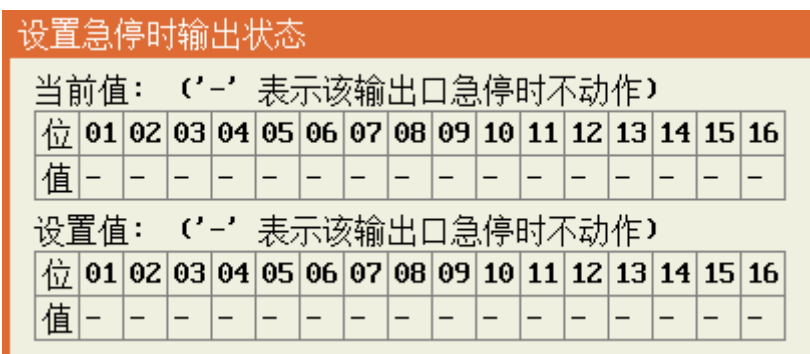 设置急停时输出状态
当前值: ('-' 表示该输出口急停时不动作)
位 01 02 03 04 05 06 07 08 09 10 11 12 13 14 15 16
值 - - - - - - - - - - - - - - - -
设置值: ('-' 表示该输出口急停时不动作)
位 01 02 03 04 05 06 07 08 09 10 11 12 13 14 15 16
值 - - - - - - - - - - - - - - - -